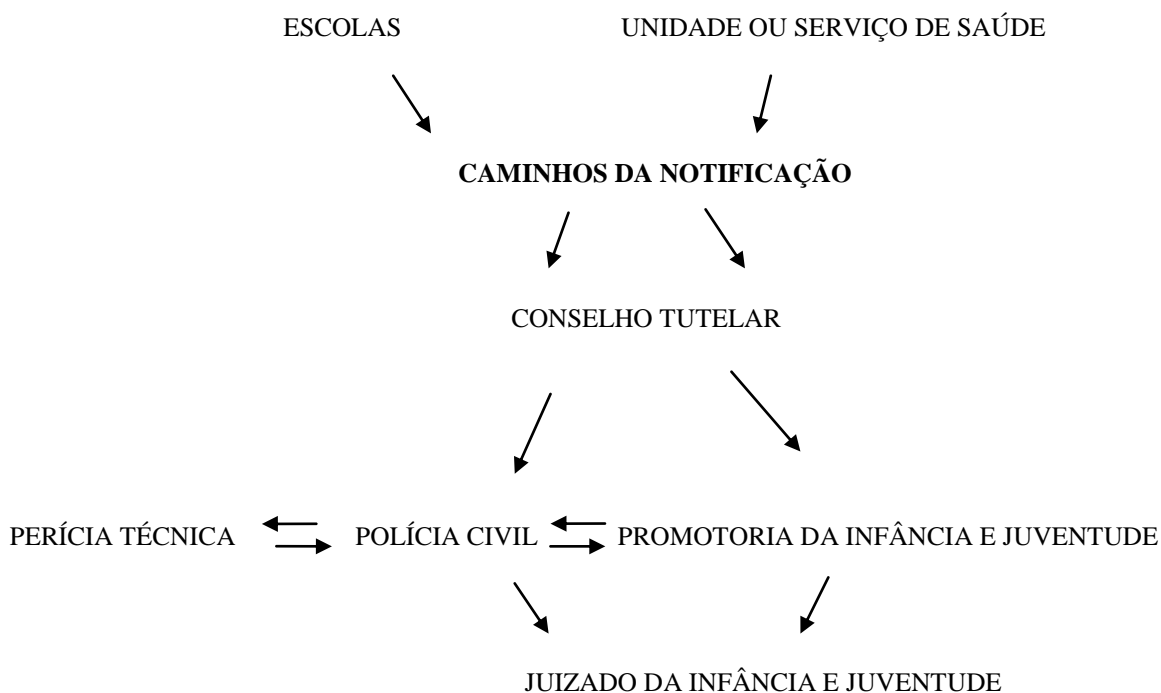 ESCOLAS UNIDADE OU SERVIÇO DE SAÚDE
CAMINHOS DA NOTIFICAÇÃO
CONSELHO TUTELAR
PERÍCIA TÉCNICA POLÍCIA CIVIL PROMOTORIA DA INFÂNCIA E JUVENTUDE
JUIZADO DA INFÂNCIA E JUVENTUDE